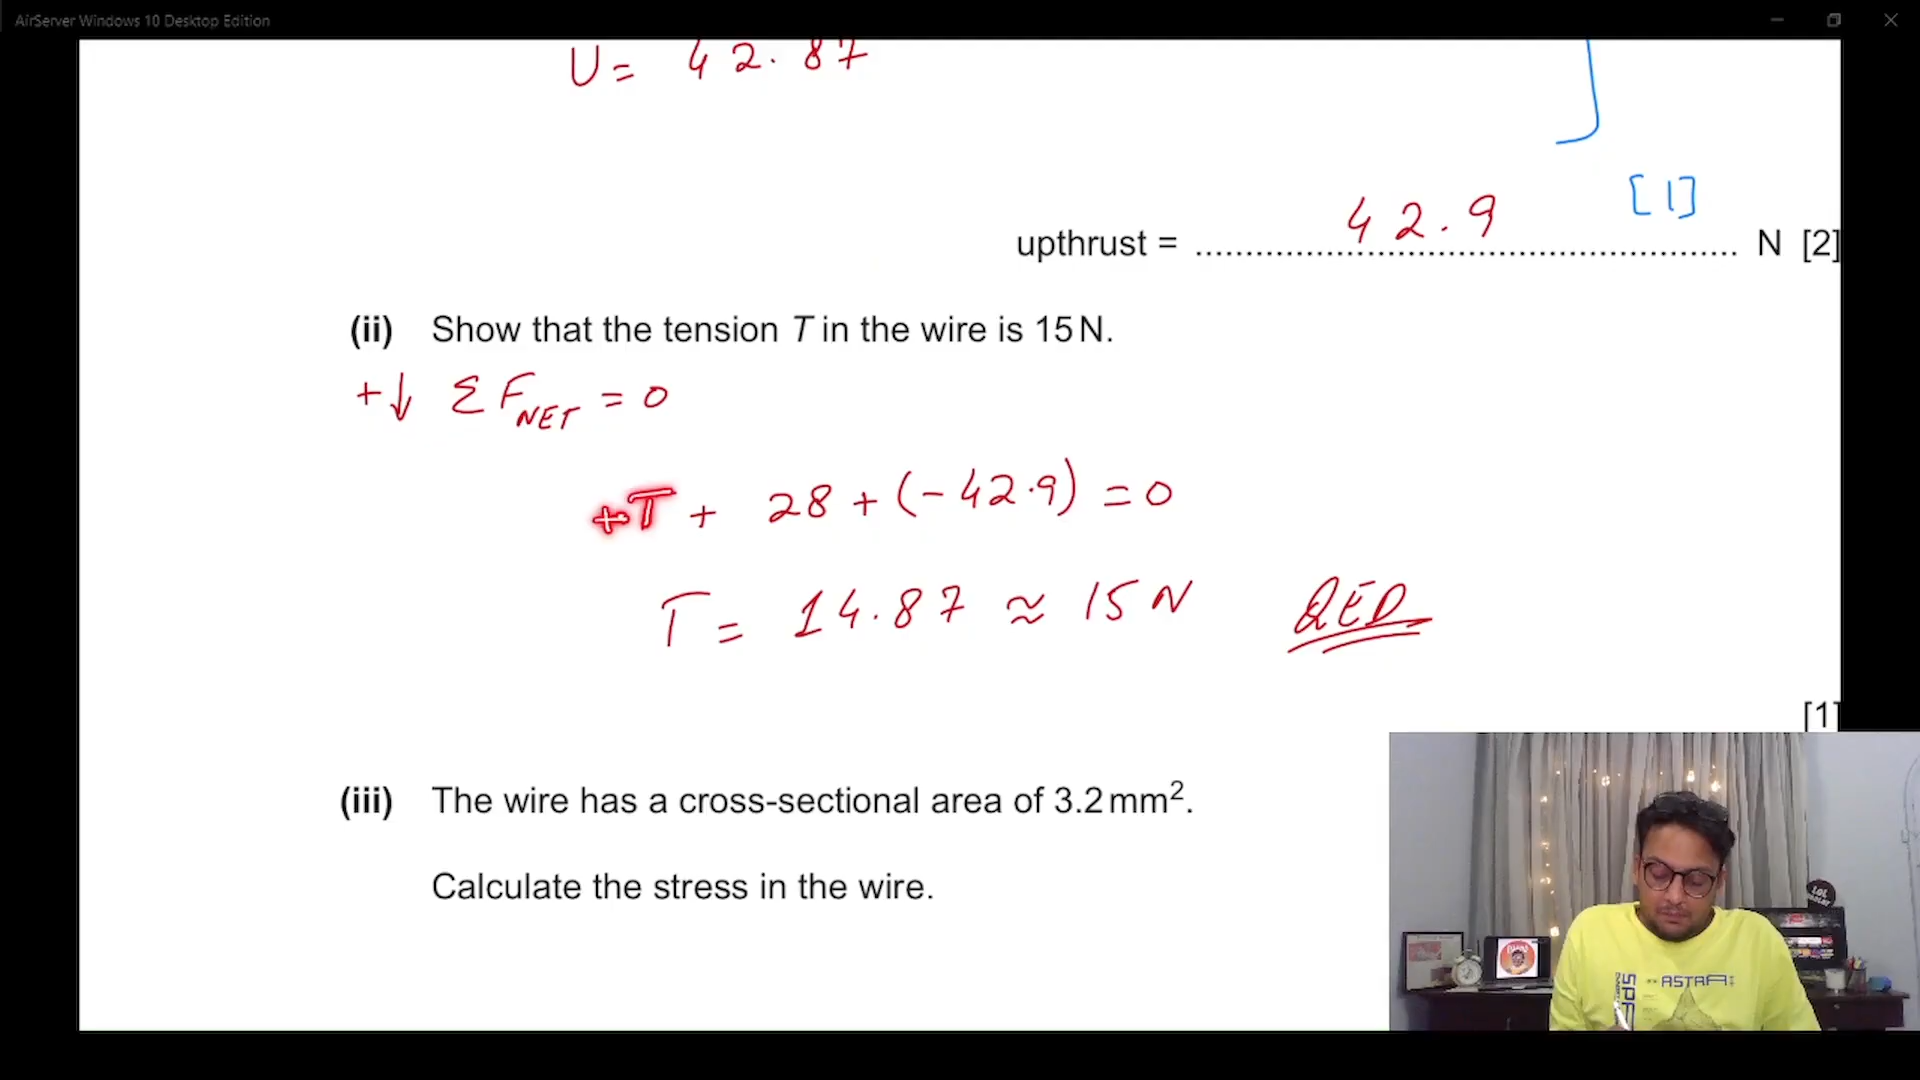 AirServer Windows 10 Desktop Edition
U = 42.87
[1]
upthrust = 42.9 N [2]
(ii) Show that the tension T in the wire is 15 N.
+↓ Σ F_NET = 0
+T + 28 + (-42.9) = 0
T = 14.87 ≈ 15 N QED
[1]
(iii) The wire has a cross-sectional area of 3.2 mm².
Calculate the stress in the wire.
ASTRA